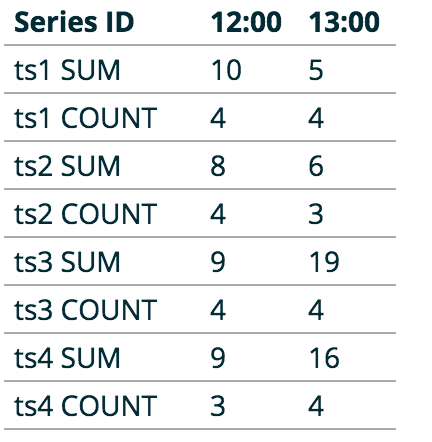 Series ID 12:00 13:00
ts1 SUM 10 5
ts1 COUNT 4 4
ts2 SUM 8 6
ts2 COUNT 4 3
ts3 SUM 9 19
ts3 COUNT 4 4
ts4 SUM 9 16
ts4 COUNT 3 4